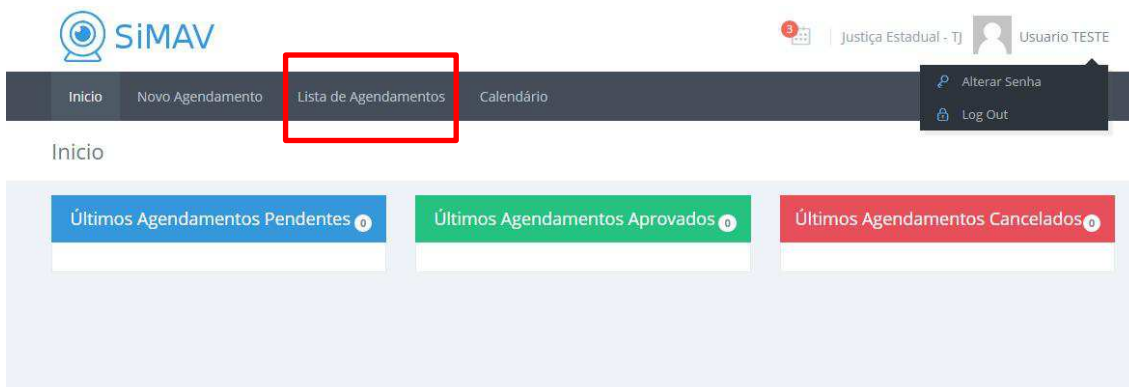 SiMAV
3
Justiça Estadual - TJ
Usuario TESTE
Inicio
Novo Agendamento
Lista de Agendamentos
Calendário
Alterar Senha
Log Out
Inicio
Últimos Agendamentos Pendentes 0
Últimos Agendamentos Aprovados 0
Últimos Agendamentos Cancelados 0